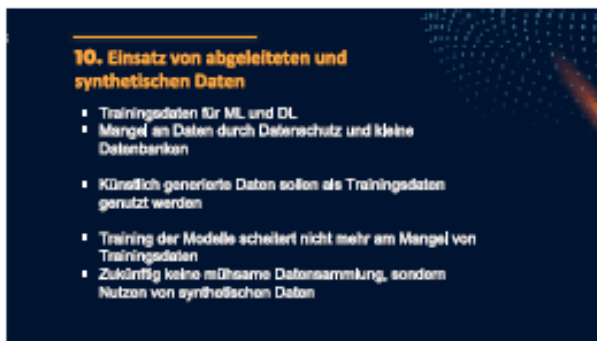 10. Einsatz von abgeleiteten und
synthetischen Daten
▪ Trainingsdaten für ML und DL
▪ Mangel an Daten durch Datenschutz und kleine
Datenbanken
▪ Künstlich generierte Daten sollen als Trainingsdaten
genutzt werden
▪ Training der Modelle scheitert nicht mehr am Mangel von
Trainingsdaten
▪ Zukünftig keine mühsame Datensammlung, sondern
Nutzen von synthetischen Daten